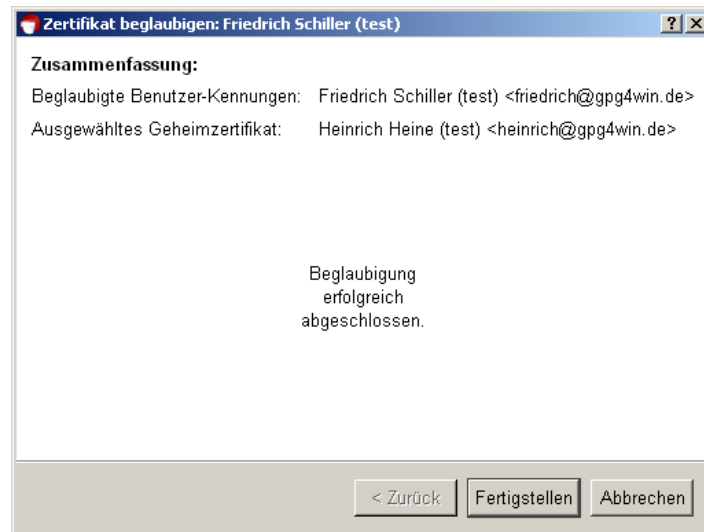 Zertifikat beglaubigen: Friedrich Schiller (test)
Zusammenfassung:
Beglaubigte Benutzer-Kennungen: Friedrich Schiller (test) <friedrich@gpg4win.de>
Ausgewähltes Geheimzertifikat: Heinrich Heine (test) <heinrich@gpg4win.de>
Beglaubigung
erfolgreich
abgeschlossen.
< Zurück Fertigstellen Abbrechen